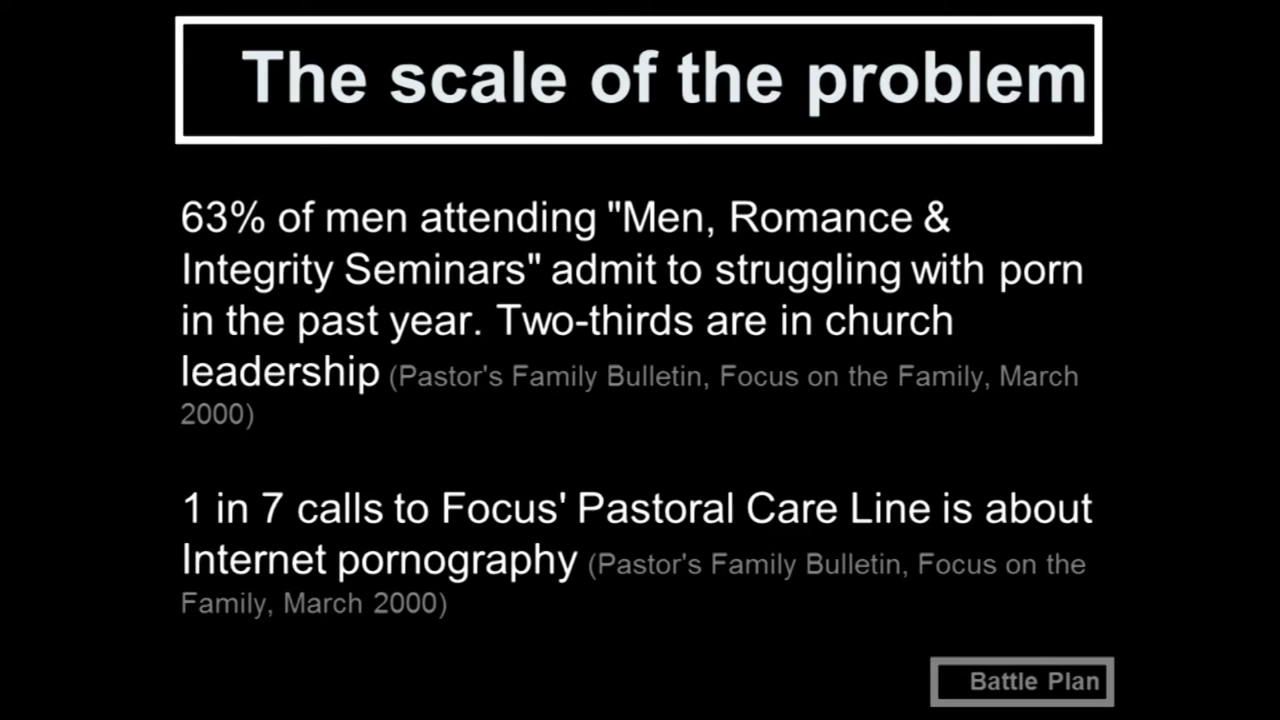 The scale of the problem
63% of men attending "Men, Romance &
Integrity Seminars" admit to struggling with porn
in the past year. Two-thirds are in church
leadership (Pastor's Family Bulletin, Focus on the Family, March
2000)
1 in 7 calls to Focus' Pastoral Care Line is about
Internet pornography (Pastor's Family Bulletin, Focus on the
Family, March 2000)
Battle Plan